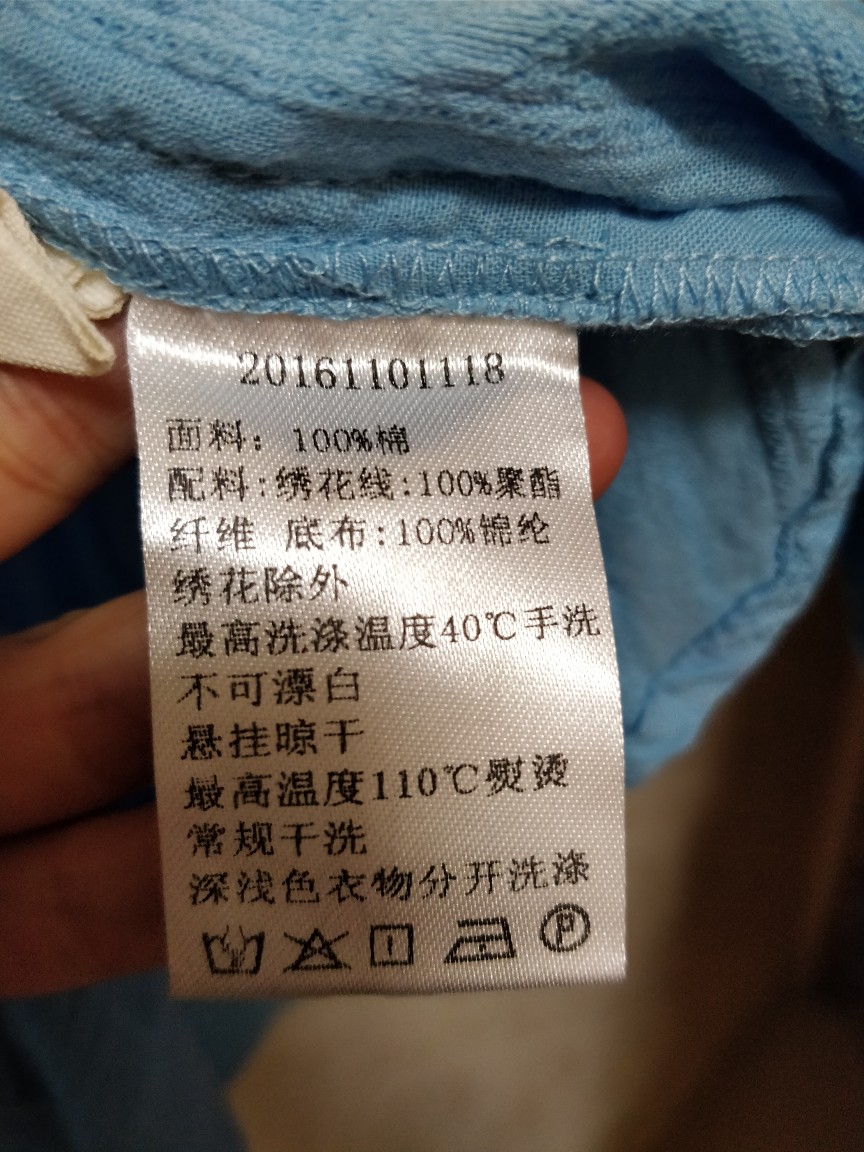 20161101118
面料：100%棉
配料:绣花线:100%聚酯
纤维 底布:100%锦纶
绣花除外
最高洗涤温度40℃手洗
不可漂白
悬挂晾干
最高温度110℃熨烫
常规干洗
深浅色衣物分开洗涤
P